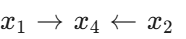 x₁ → x₄ ← x₂